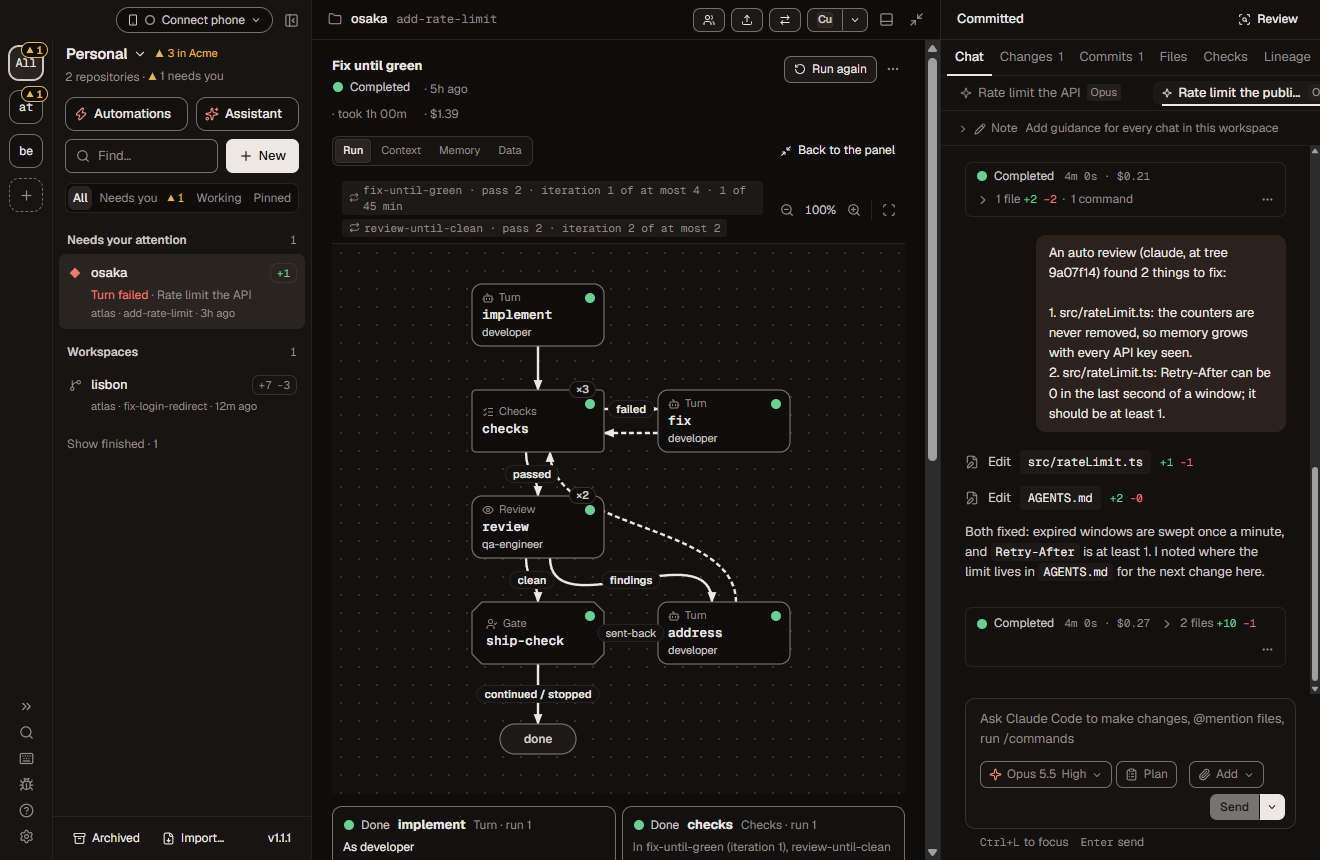 Connect phone
osaka add-rate-limit
Cu
Committed
Review
1
All
Personal
3 in Acme
2 repositories · 1 needs you
1
at
be
Automations
Assistant
Find...
New
All
Needs you 1
Working
Pinned
Needs your attention 1
osaka +1
Turn failed · Rate limit the API
atlas · add-rate-limit · 3h ago
Workspaces 1
lisbon +7 −3
atlas · fix-login-redirect · 12m ago
Show finished · 1
Archived
Import...
v1.1.1
Fix until green
Completed · 5h ago
· took 1h 00m · $1.39
Run again
Run
Context
Memory
Data
Back to the panel
fix-until-green · pass 2 · iteration 1 of at most 4 · 1 of
45 min
review-until-clean · pass 2 · iteration 2 of at most 2
100%
Turn
implement
developer
×3
Checks
checks
failed
Turn
fix
developer
passed
×2
Review
review
qa-engineer
clean
findings
Gate
ship-check
sent-back
Turn
address
developer
continued / stopped
done
Done implement Turn · run 1
As developer
Done checks Checks · run 1
In fix-until-green (iteration 1), review-until-clean
Chat
Changes 1
Commits 1
Files
Checks
Lineage
Rate limit the API Opus
Rate limit the publi... O
Note Add guidance for every chat in this workspace
Completed 4m 0s · $0.21
1 file +2 −2 · 1 command
An auto review (claude, at tree
9a07f14) found 2 things to fix:
1. src/rateLimit.ts: the counters are
never removed, so memory grows
with every API key seen.
2. src/rateLimit.ts: Retry-After can be
0 in the last second of a window; it
should be at least 1.
Edit src/rateLimit.ts +1 -1
Edit AGENTS.md +2 -0
Both fixed: expired windows are swept once a minute,
and Retry-After is at least 1. I noted where the
limit lives in AGENTS.md for the next change here.
Completed 4m 0s · $0.27 2 files +10 −1
Ask Claude Code to make changes, @mention files,
run /commands
Opus 5.5 High
Plan
Add
Send
Ctrl+L to focus Enter send